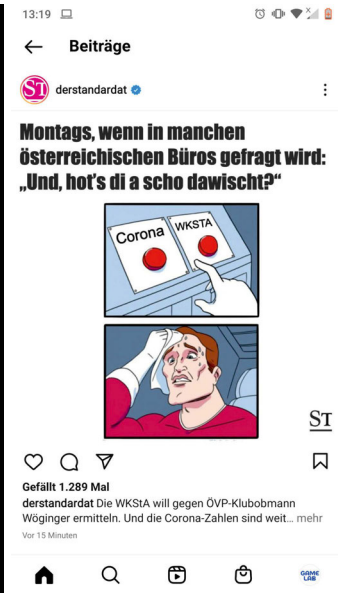 13:19
Beiträge
ST
derstandardat
Montags, wenn in manchen
österreichischen Büros gefragt wird:
„Und, hot's di a scho dawischt?“
Corona
WKSTA
ST
Gefällt 1.289 Mal
derstandardat Die WKStA will gegen ÖVP-Klubobmann
Wöginger ermitteln. Und die Corona-Zahlen sind weit... mehr
Vor 15 Minuten
GAME
LAB